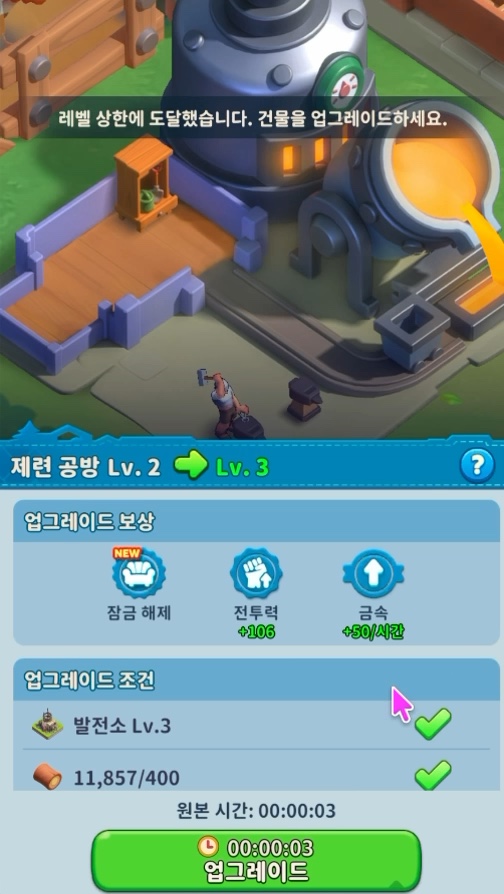 레벨 상한에 도달했습니다. 건물을 업그레이드하세요.
제련 공방 Lv. 2 Lv. 3 ?
업그레이드 보상
NEW
잠금 해제 전투력 금속
+106 +50/시간
업그레이드 조건
발전소 Lv.3
11,857/400
원본 시간: 00:00:03
00:00:03
업그레이드